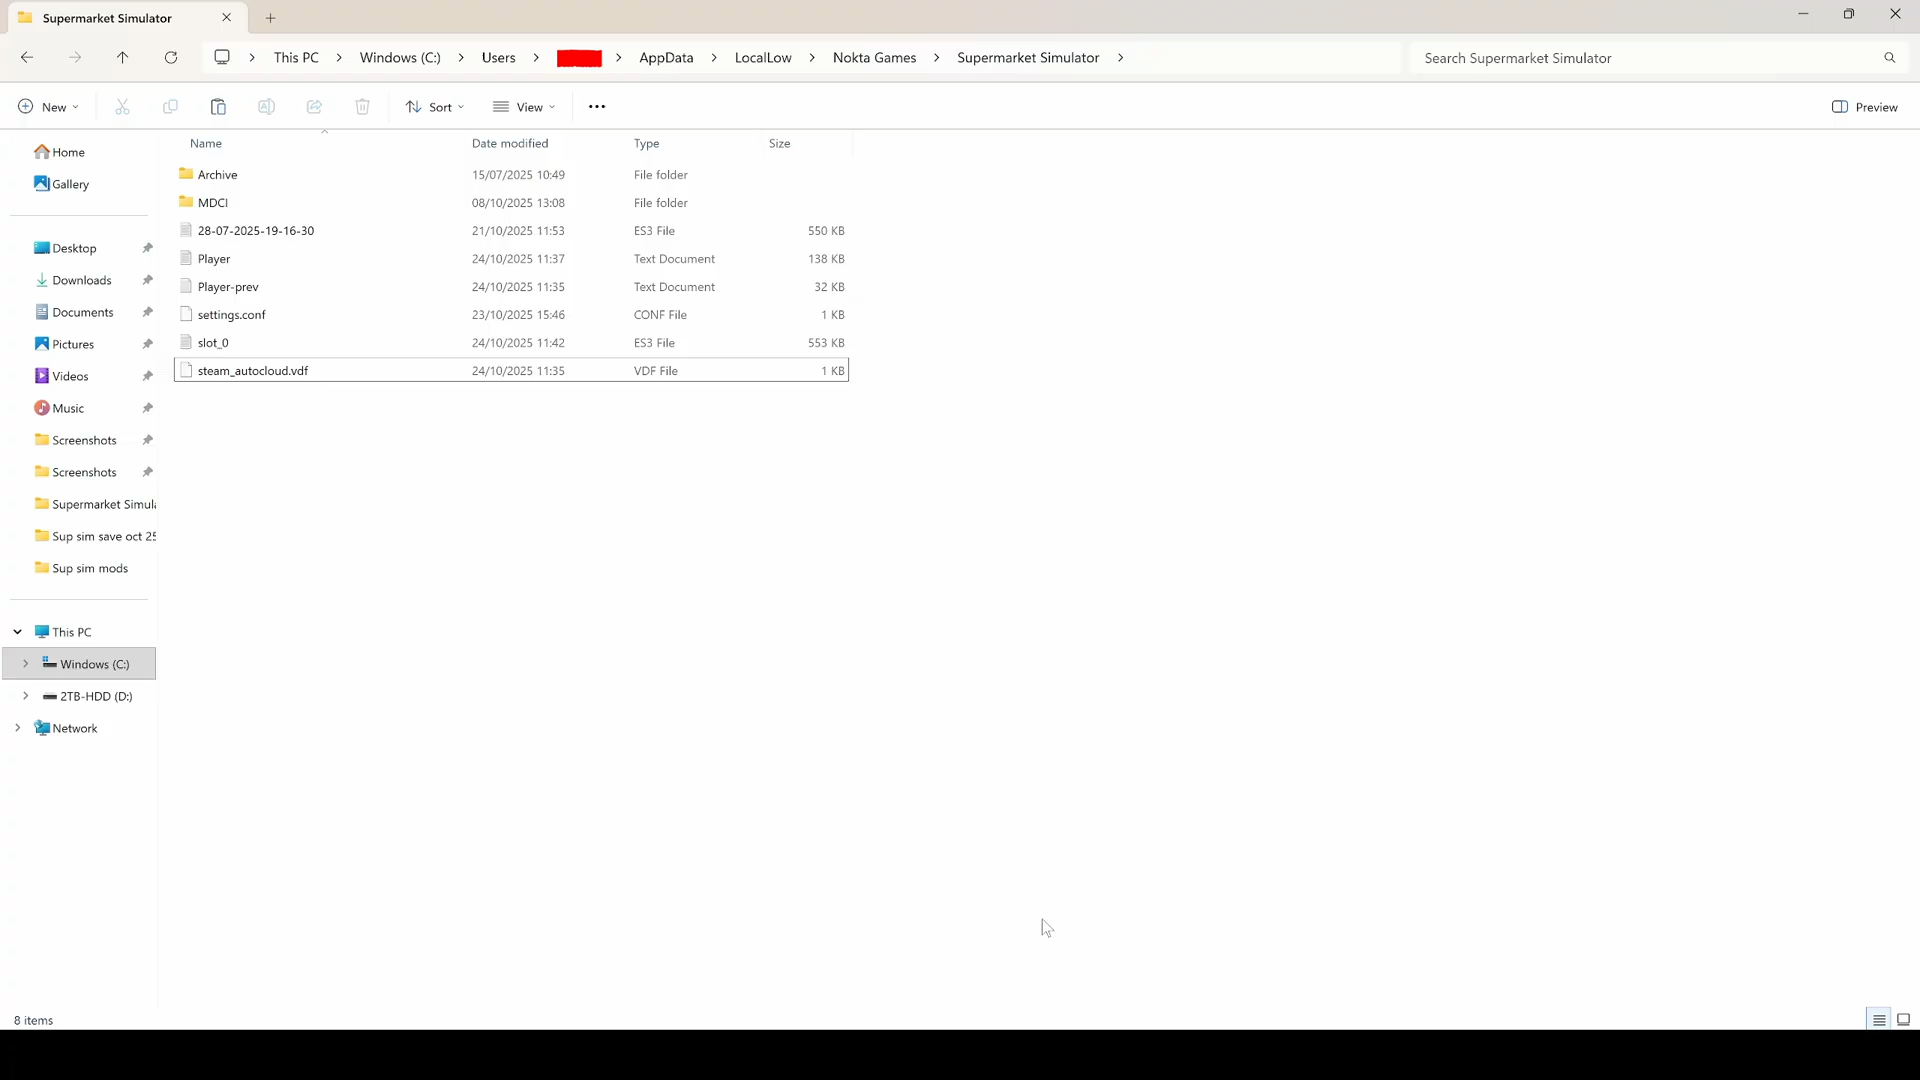 Supermarket Simulator
This PC > Windows (C:) > Users > > AppData > LocalLow > Nokta Games > Supermarket Simulator >
Search Supermarket Simulator
New
Sort
View
Preview
Name Date modified Type Size
Archive 15/07/2025 10:49 File folder
MDCI 08/10/2025 13:08 File folder
28-07-2025-19-16-30 21/10/2025 11:53 ES3 File 550 KB
Player 24/10/2025 11:37 Text Document 138 KB
Player-prev 24/10/2025 11:35 Text Document 32 KB
settings.conf 23/10/2025 15:46 CONF File 1 KB
slot_0 24/10/2025 11:42 ES3 File 553 KB
steam_autocloud.vdf 24/10/2025 11:35 VDF File 1 KB
Home
Gallery
Desktop
Downloads
Documents
Pictures
Videos
Music
Screenshots
Screenshots
Supermarket Simula
Sup sim save oct 25
Sup sim mods
This PC
Windows (C:)
2TB-HDD (D:)
Network
8 items